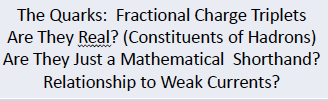 The Quarks:  Fractional Charge Triplets
Are They Real? (Constituents of Hadrons)
Are They Just a Mathematical  Shorthand?
Relationship to Weak Currents?